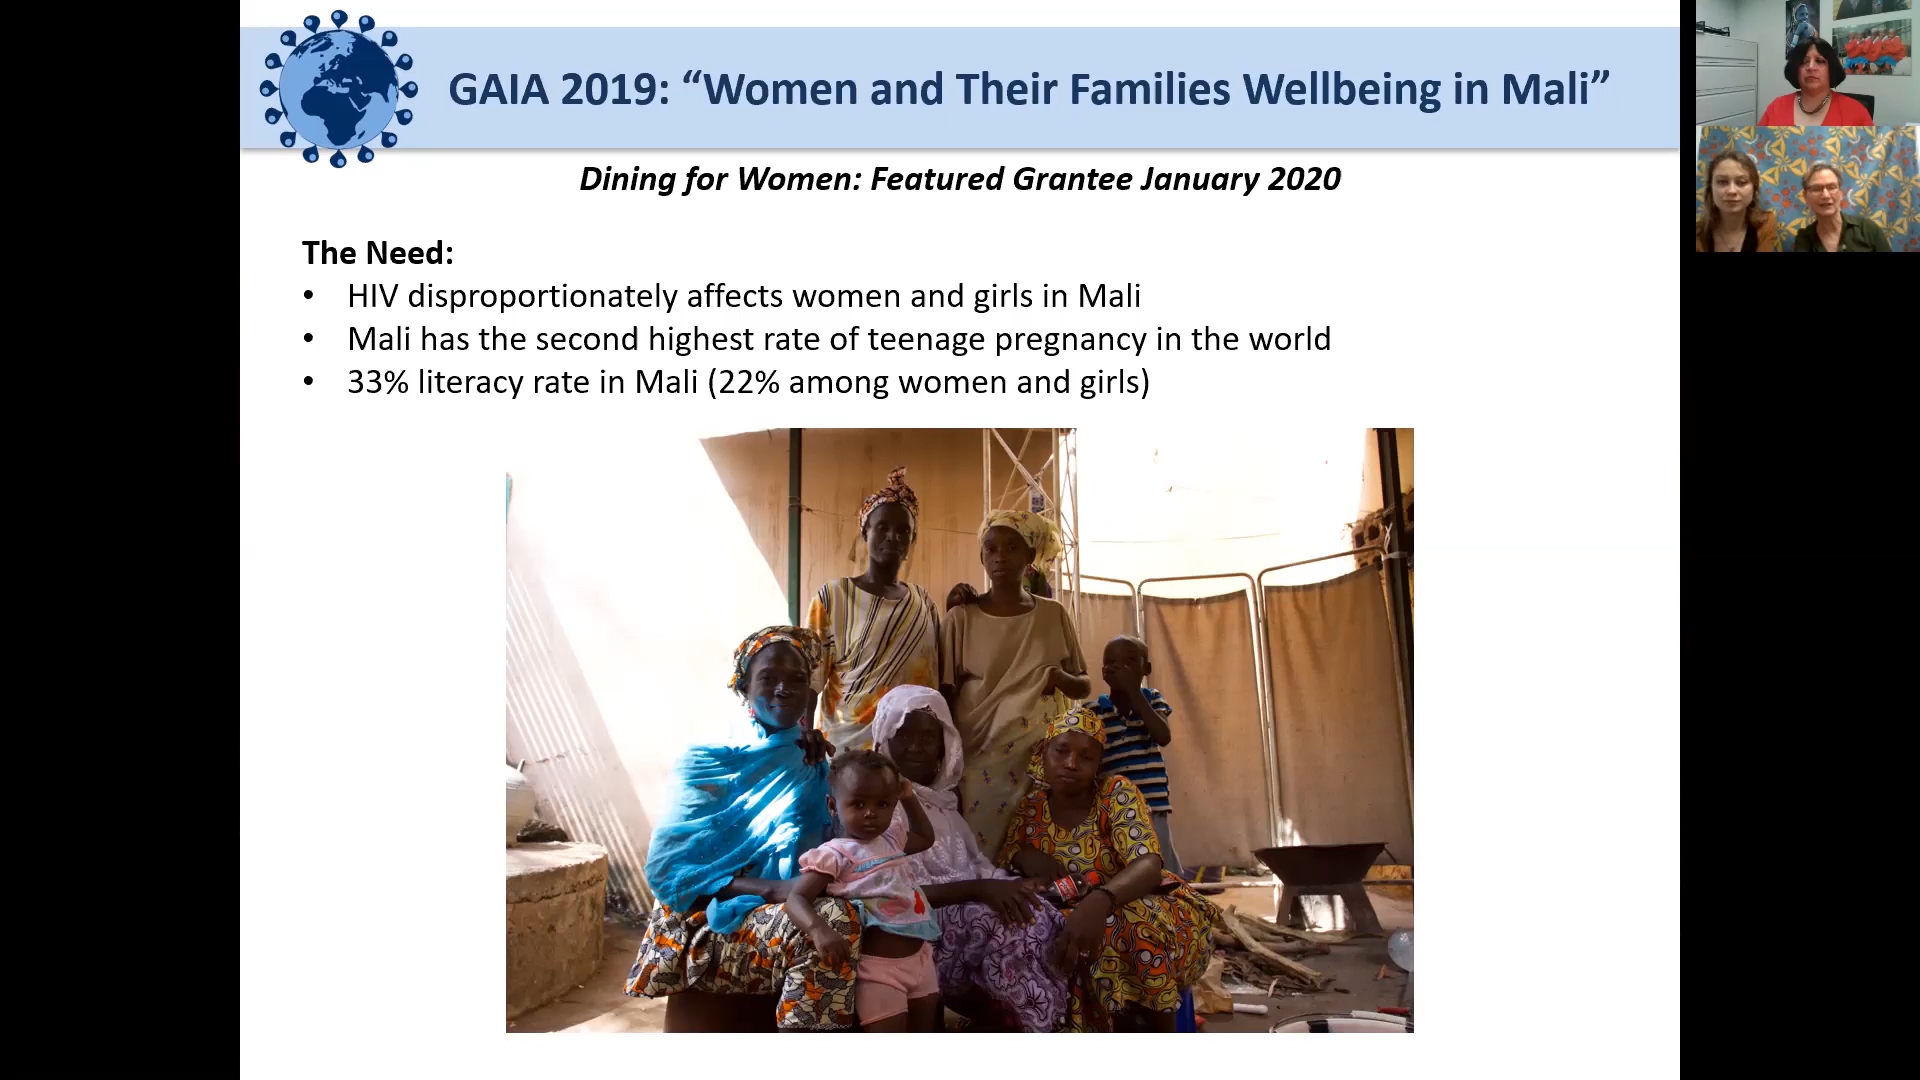 GAIA 2019: “Women and Their Families Wellbeing in Mali”
Dining for Women: Featured Grantee January 2020
The Need:
• HIV disproportionately affects women and girls in Mali
• Mali has the second highest rate of teenage pregnancy in the world
• 33% literacy rate in Mali (22% among women and girls)